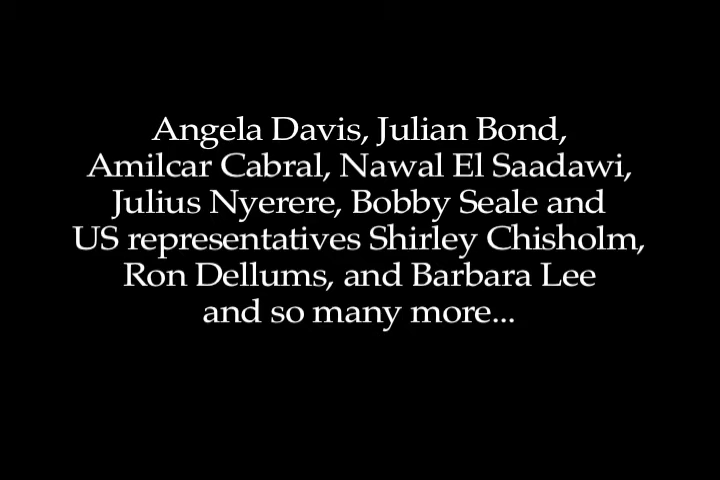 Angela Davis, Julian Bond,
Amilcar Cabral, Nawal El Saadawi,
Julius Nyerere, Bobby Seale and
US representatives Shirley Chisholm,
Ron Dellums, and Barbara Lee
and so many more...